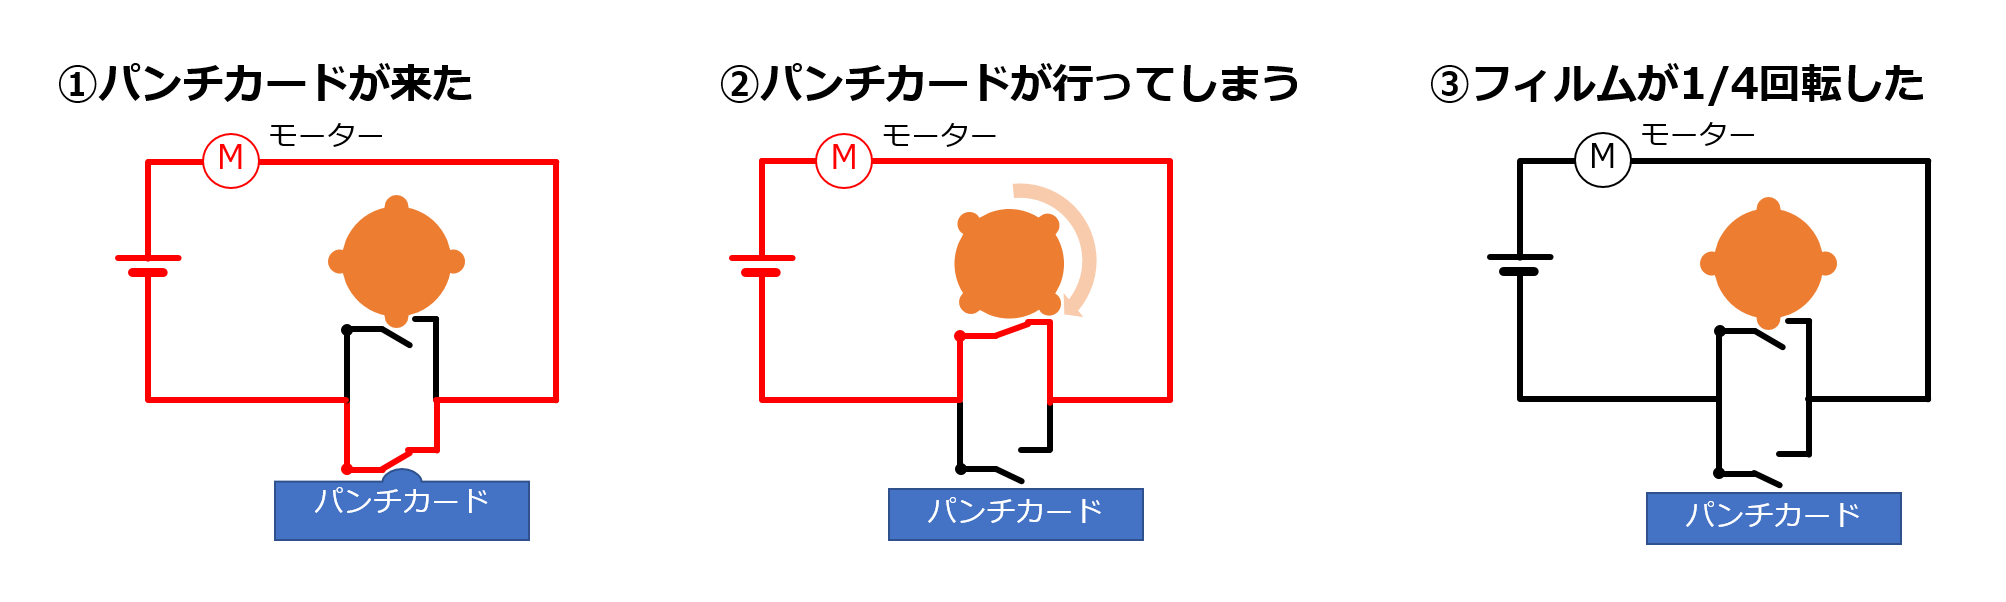 ①パンチカードが来た
モーター
M
パンチカード
②パンチカードが行ってしまう
モーター
M
パンチカード
③フィルムが1/4回転した
モーター
M
パンチカード